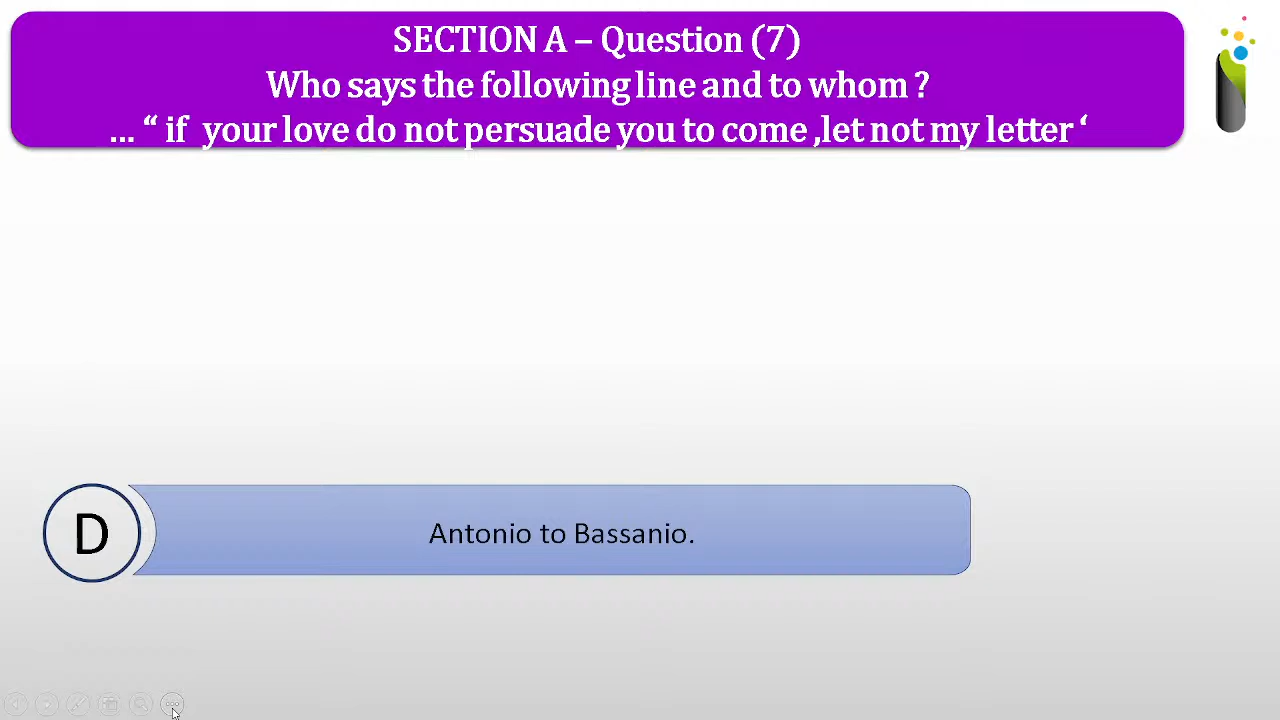 SECTION A – Question (7)
Who says the following line and to whom ?
... “ if  your love do not persuade you to come ,let not my letter ‘
D
Antonio to Bassanio.